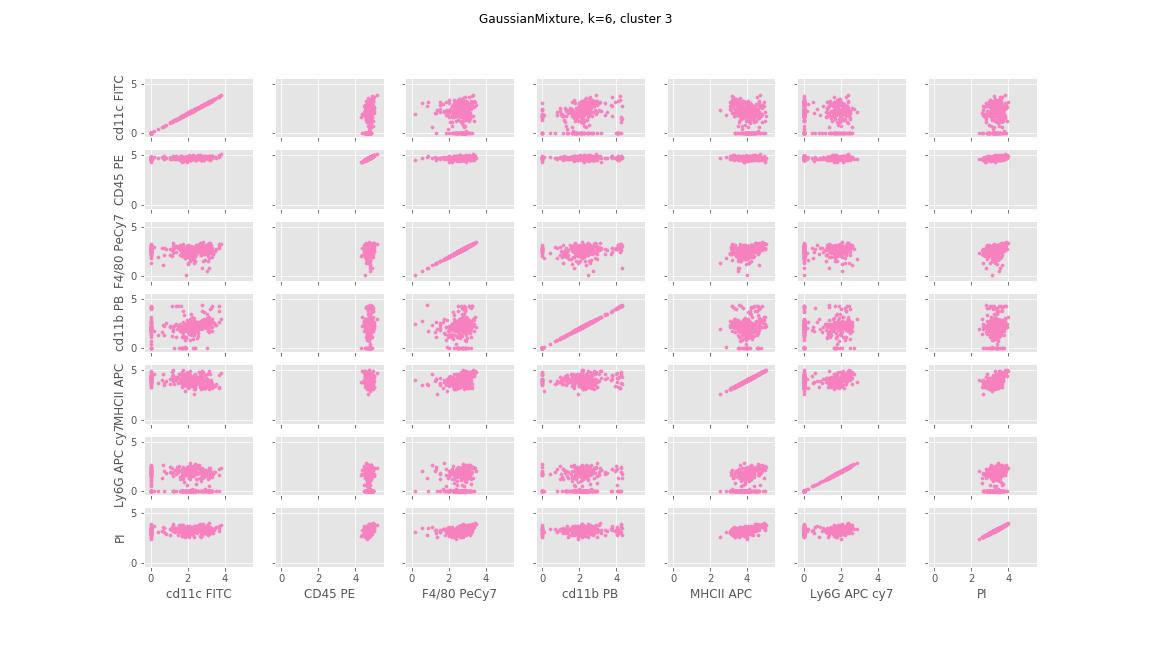 GaussianMixture, k=6, cluster 3
cd11c FITC
5
0
CD45 PE
5
0
F4/80 PeCy7
5
0
cd11b PB
5
0
MHCII APC
5
0
Ly6G APC cy7
5
0
PI
5
0
0 2 4 0 2 4 0 2 4 0 2 4 0 2 4 0 2 4 0 2 4
cd11c FITC CD45 PE F4/80 PeCy7 cd11b PB MHCII APC Ly6G APC cy7 PI